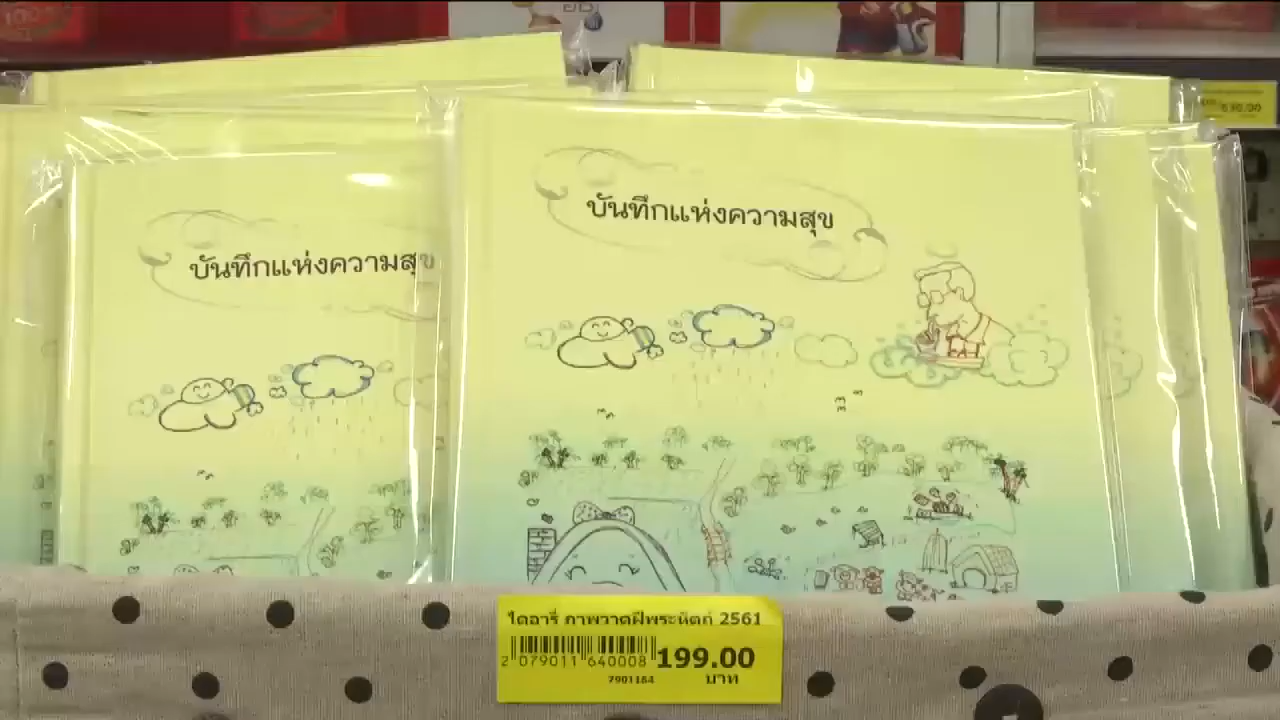 บันทึกแห่งความสุข
บันทึกแห่งความสุข
ไดอารี่ ภาพวาดฝีพระหัตถ์ 2561
2 079011 640008
199.00
7901164
บาท